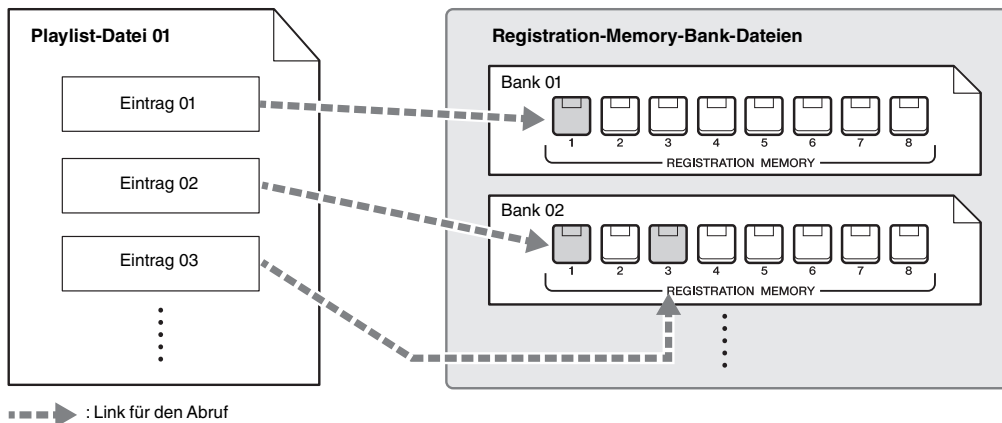 Playlist-Datei 01
Eintrag 01
Eintrag 02
Eintrag 03
Registration-Memory-Bank-Dateien
Bank 01
1 2 3 4 5 6 7 8
REGISTRATION MEMORY
Bank 02
1 2 3 4 5 6 7 8
REGISTRATION MEMORY
: Link für den Abruf